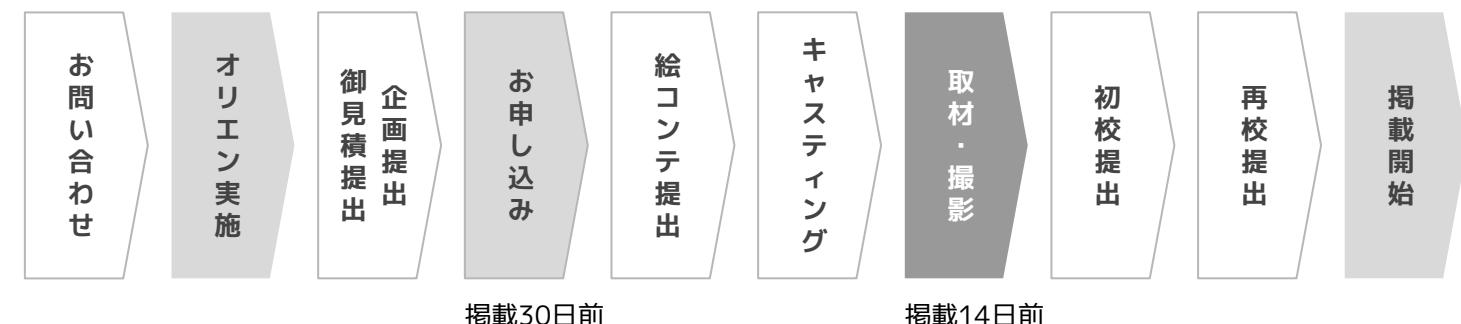 お問い合わせ
オリエン実施
企画提出
御見積提出
お申し込み
絵コンテ提出
キャスティング
取材・撮影
初校提出
再校提出
掲載開始
掲載30日前
掲載14日前